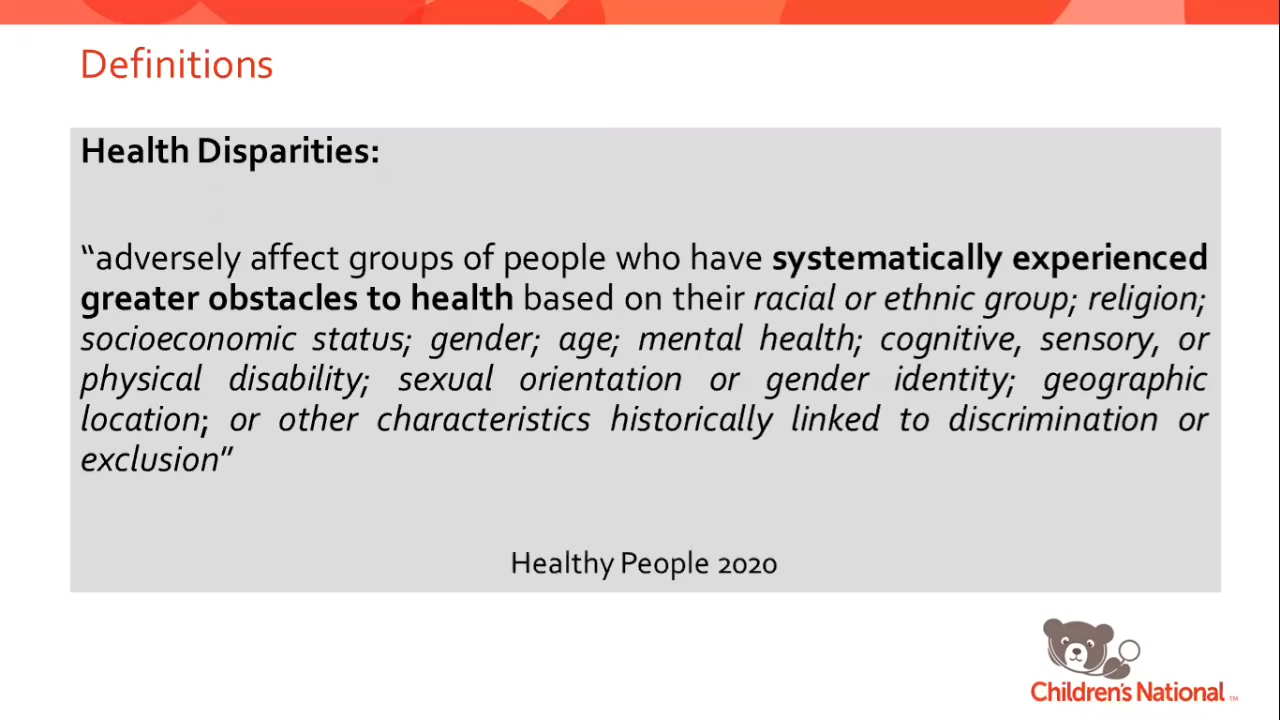 Definitions
Health Disparities:
“adversely affect groups of people who have systematically experienced
greater obstacles to health based on their racial or ethnic group; religion;
socioeconomic status; gender; age; mental health; cognitive, sensory, or
physical disability; sexual orientation or gender identity; geographic
location; or other characteristics historically linked to discrimination or
exclusion”
Healthy People 2020
Children's National™